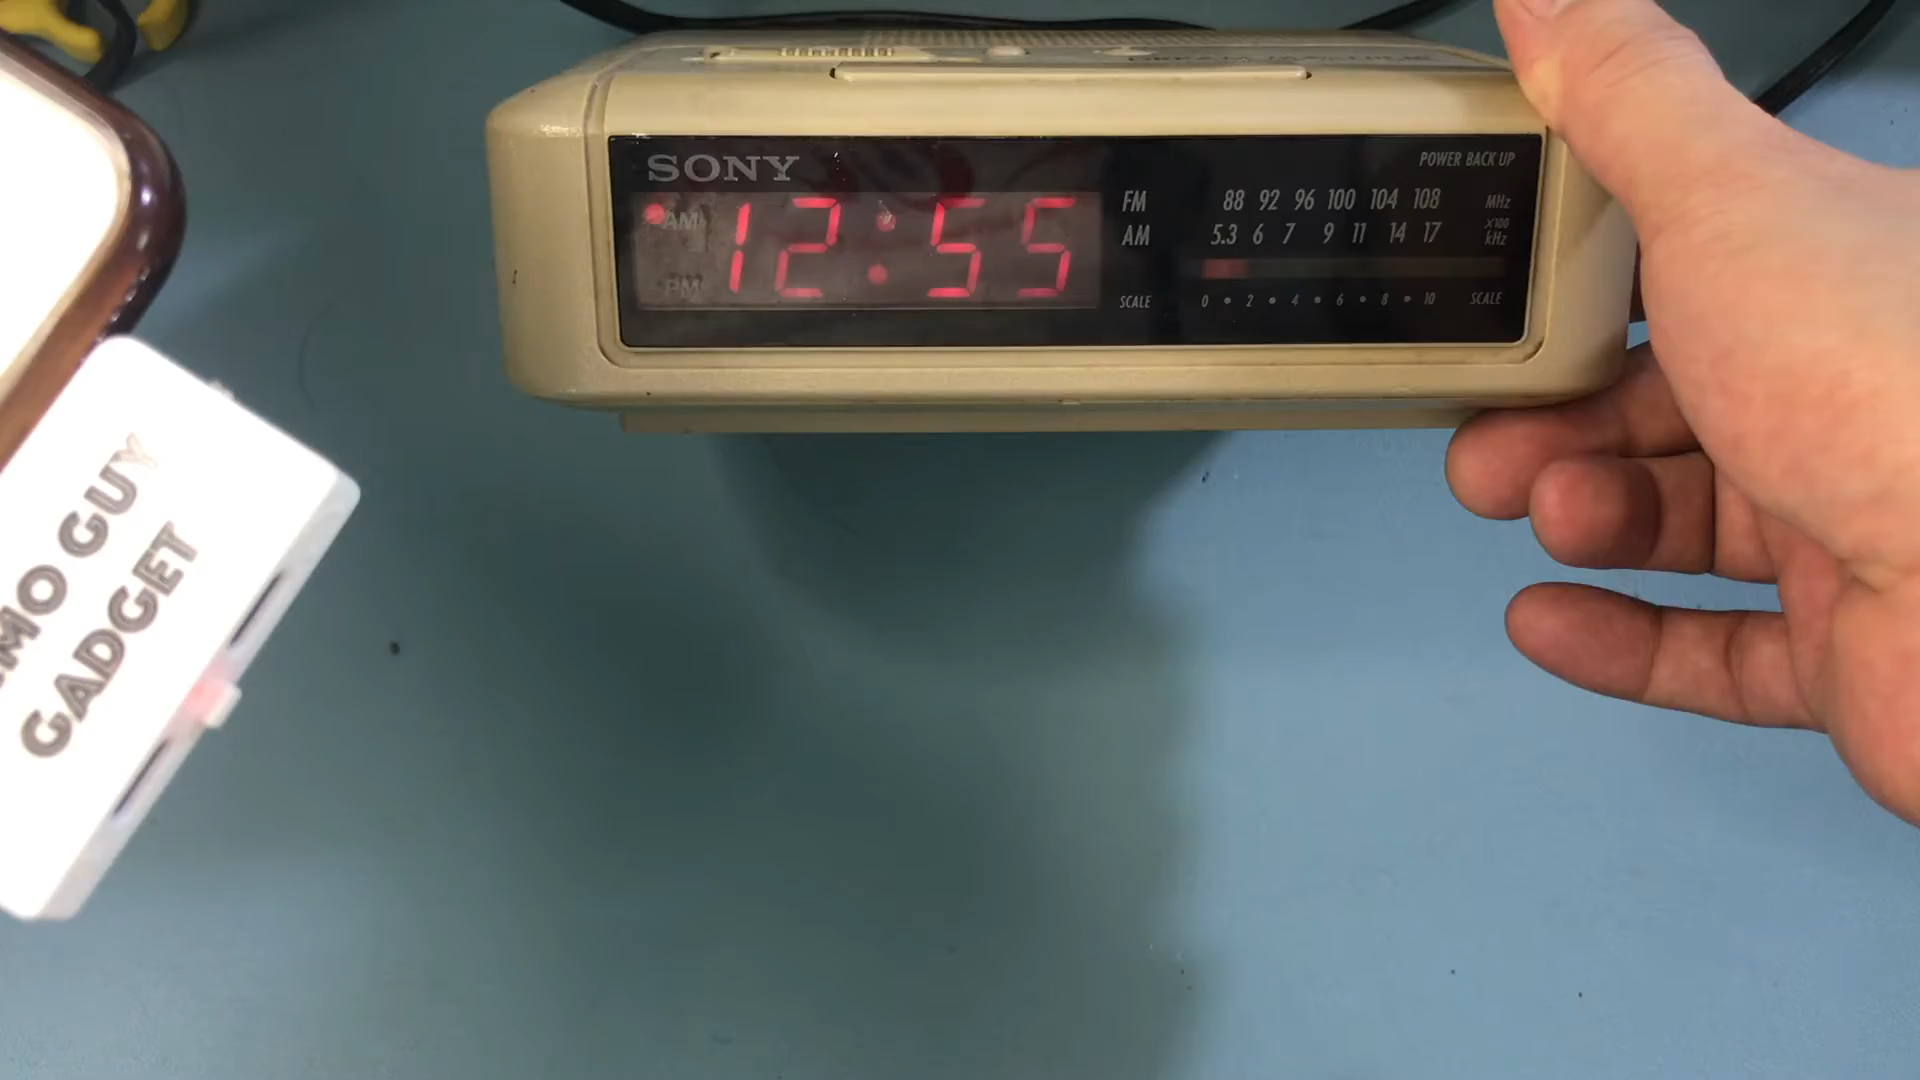 SONY
POWER BACK UP
AM 12:55
PM
FM 88 92 96 100 104 108 MHz
AM 5.3 6 7 9 11 14 17 X100 kHz
SCALE 0 • 2 • 4 • 6 • 8 • 10 SCALE
GUY
GADGET